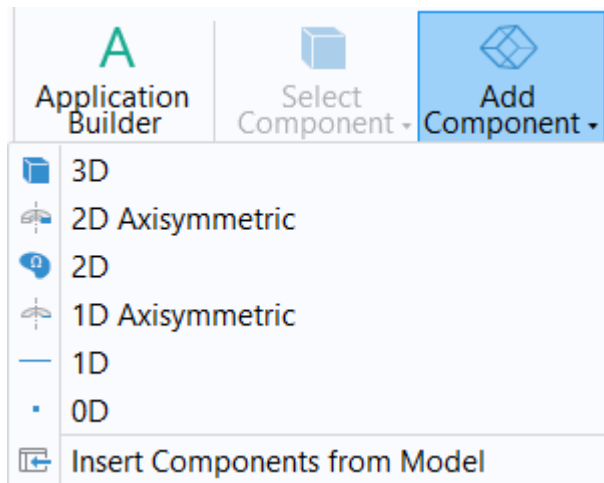 A
Application
Builder
Select
Component
Add
Component
3D
2D Axisymmetric
Ω
2D
1D Axisymmetric
1D
0D
Insert Components from Model